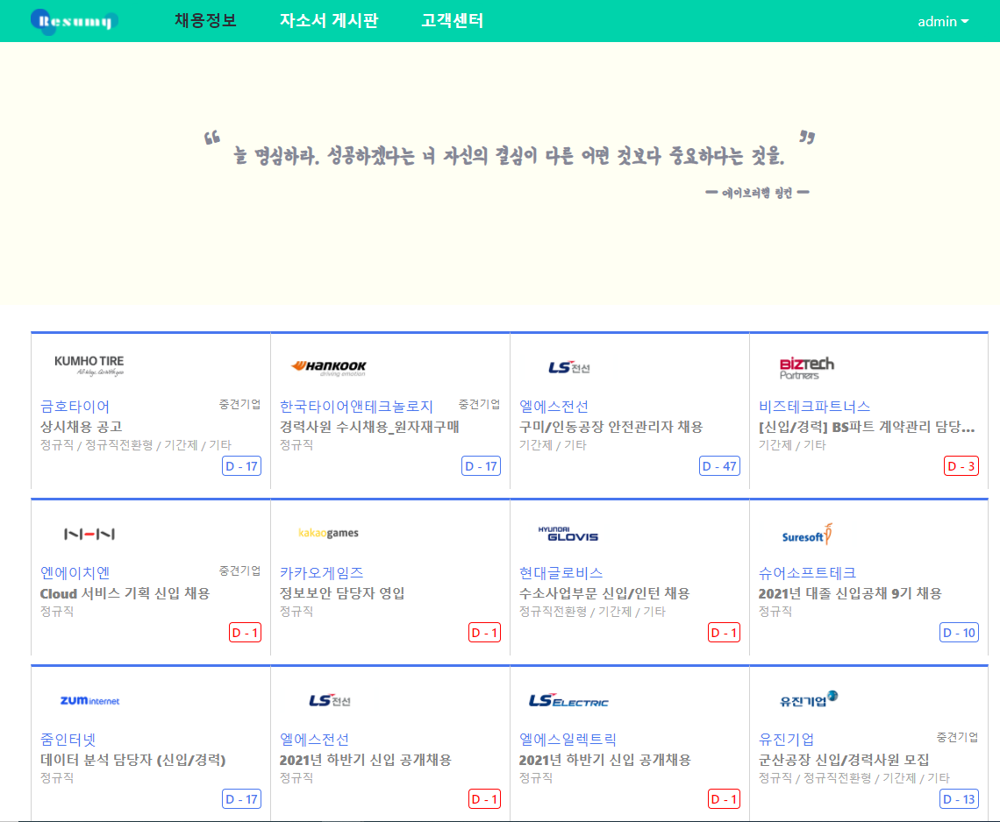 Resumy 채용정보 자소서 게시판 고객센터 admin
“ 늘 명심하라. 성공하겠다는 너 자신의 결심이 다른 어떤 것보다 중요하다는 것을. ”
ㅡ 에이브러햄 링컨 ㅡ
KUMHO TIRE
금호타이어 중견기업
상시채용 공고
정규직 / 정규직전환형 / 기간제 / 기타
D - 17
HANKOOK
driving emotion
한국타이어앤테크놀로지 중견기업
경력사원 수시채용_원자재구매
정규직
D - 17
LS전선
엘에스전선
구미/인동공장 안전관리자 채용
기간제 / 기타
D - 47
BIZTECH
Partners
비즈테크파트너스
[신입/경력] BS파트 계약관리 담당...
기간제 / 기타
D - 3
NHN
엔에이치엔 중견기업
Cloud 서비스 기획 신입 채용
정규직
D - 1
kakaogames
카카오게임즈
정보보안 담당자 영입
정규직
D - 1
HYUNDAI
GLOVIS
현대글로비스
수소사업부문 신입/인턴 채용
정규직전환형 / 기간제 / 기타
D - 1
Suresoft
슈어소프트테크
2021년 대졸 신입공채 9기 채용
정규직
D - 10
zum internet
줌인터넷
데이터 분석 담당자 (신입/경력)
정규직
D - 17
LS전선
엘에스전선
2021년 하반기 신입 공개채용
정규직
D - 1
LS ELECTRIC
엘에스일렉트릭
2021년 하반기 신입 공개채용
정규직
D - 1
유진기업
유진기업 중견기업
군산공장 신입/경력사원 모집
정규직 / 정규직전환형 / 기간제 / 기타
D - 13